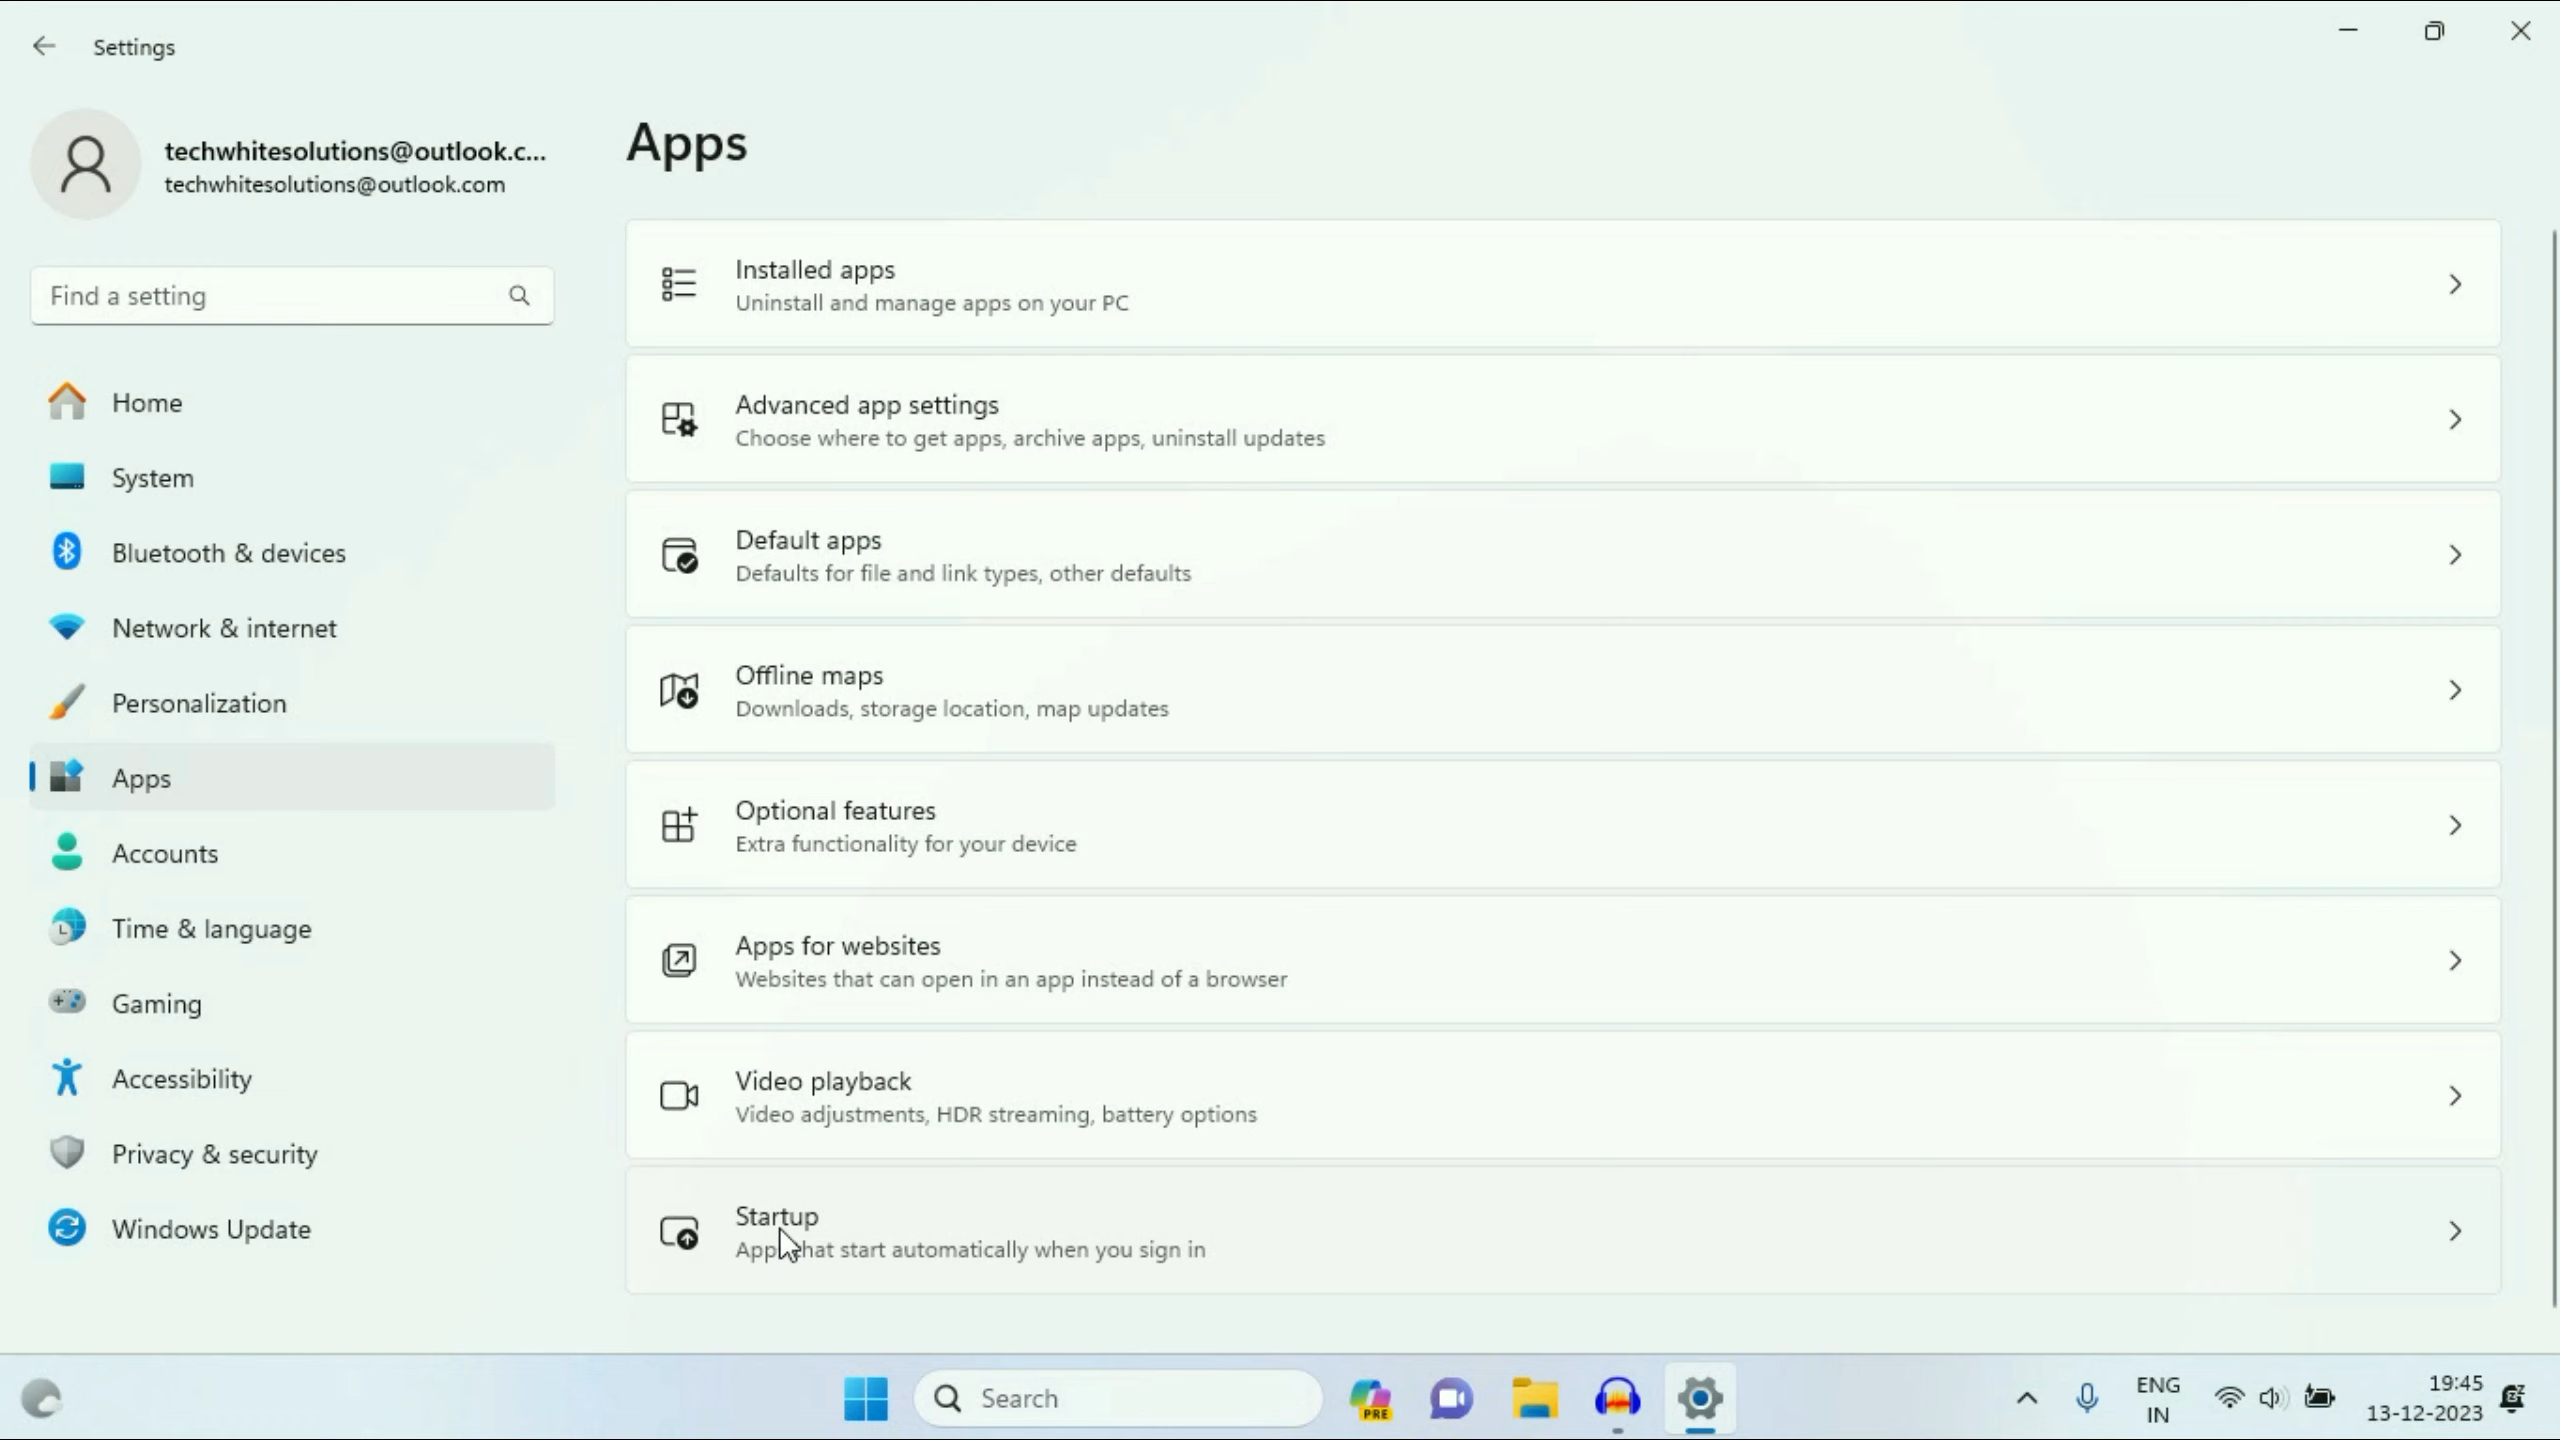 Settings
techwhitesolutions@outlook.c...
techwhitesolutions@outlook.com
Find a setting
Home
System
Bluetooth & devices
Network & internet
Personalization
Apps
Accounts
Time & language
Gaming
Accessibility
Privacy & security
Windows Update
Apps
Installed apps
Uninstall and manage apps on your PC
Advanced app settings
Choose where to get apps, archive apps, uninstall updates
Default apps
Defaults for file and link types, other defaults
Offline maps
Downloads, storage location, map updates
Optional features
Extra functionality for your device
Apps for websites
Websites that can open in an app instead of a browser
Video playback
Video adjustments, HDR streaming, battery options
Startup
Apps that start automatically when you sign in
Search
PRE
ENG
IN
19:45
13-12-2023